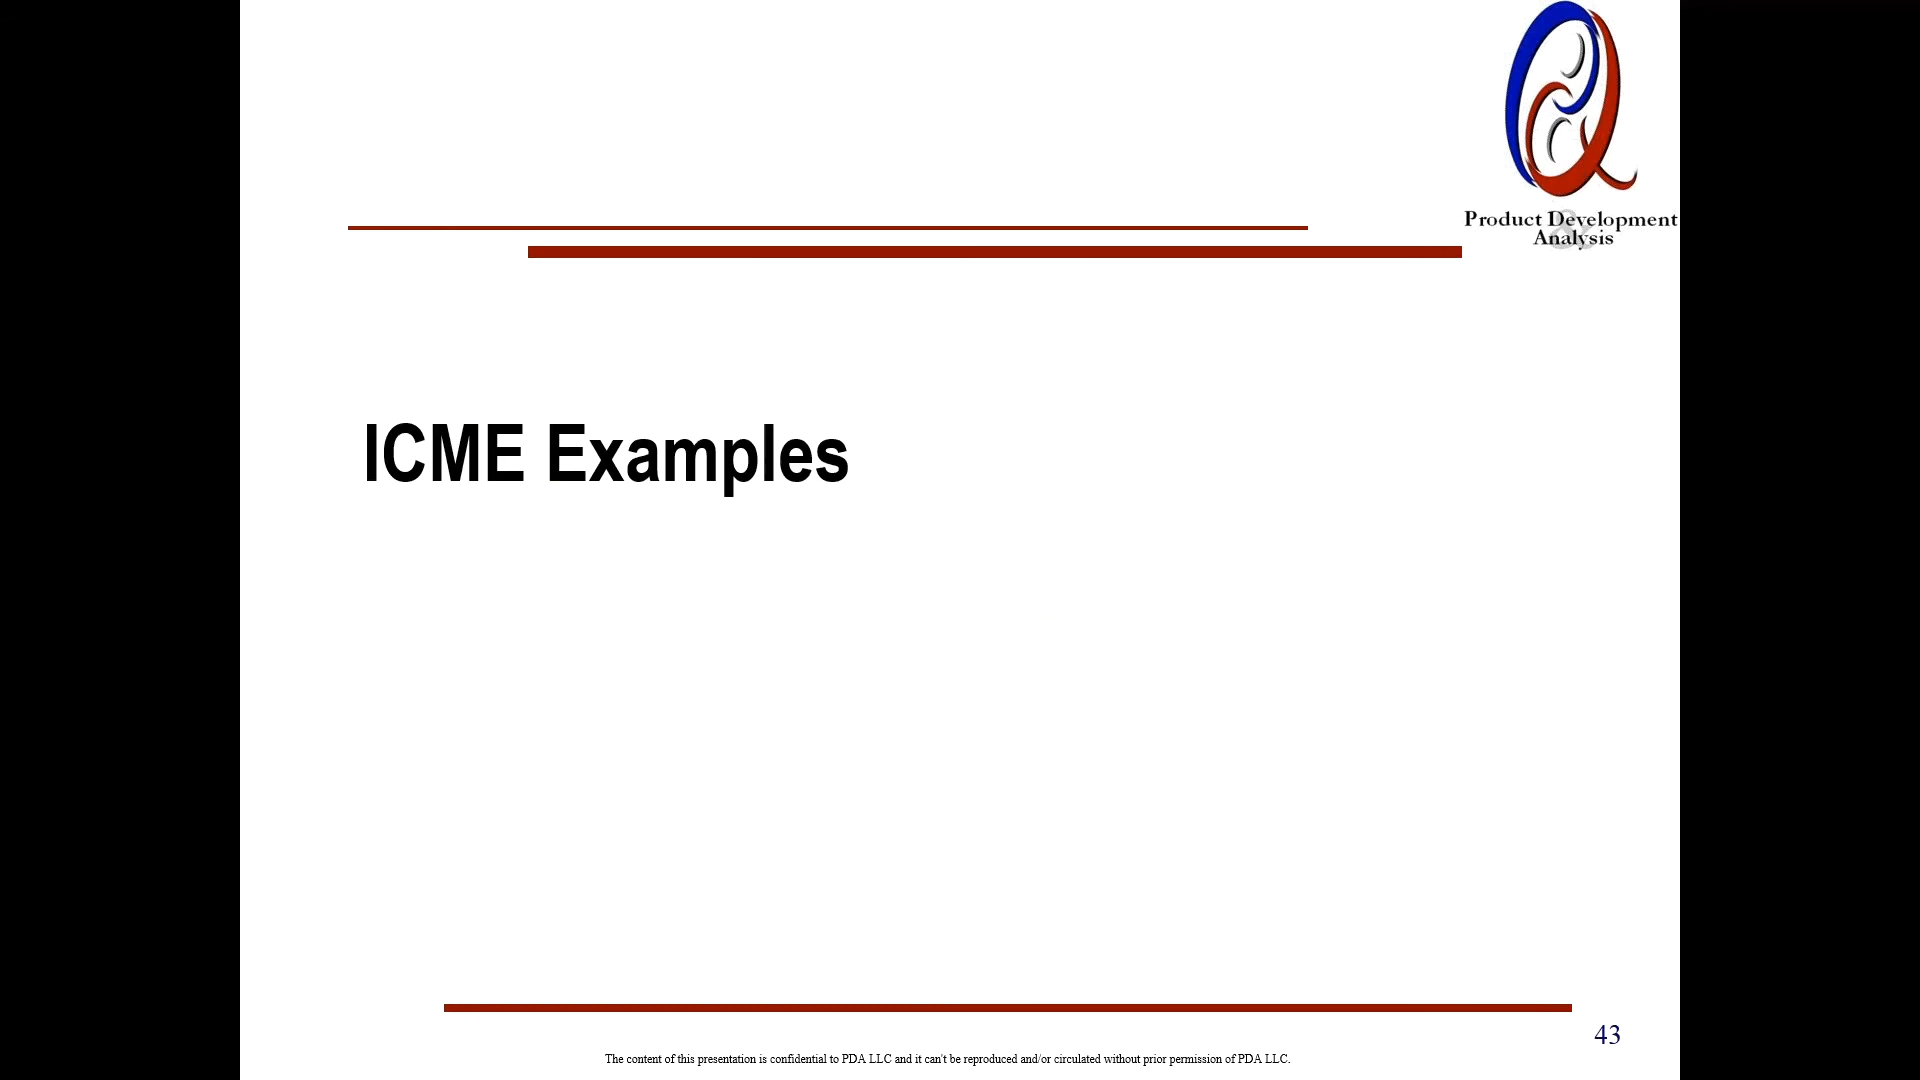 Product Development
&
Analysis
ICME Examples
43
The content of this presentation is confidential to PDA LLC and it can't be reproduced and/or circulated without prior permission of PDA LLC.